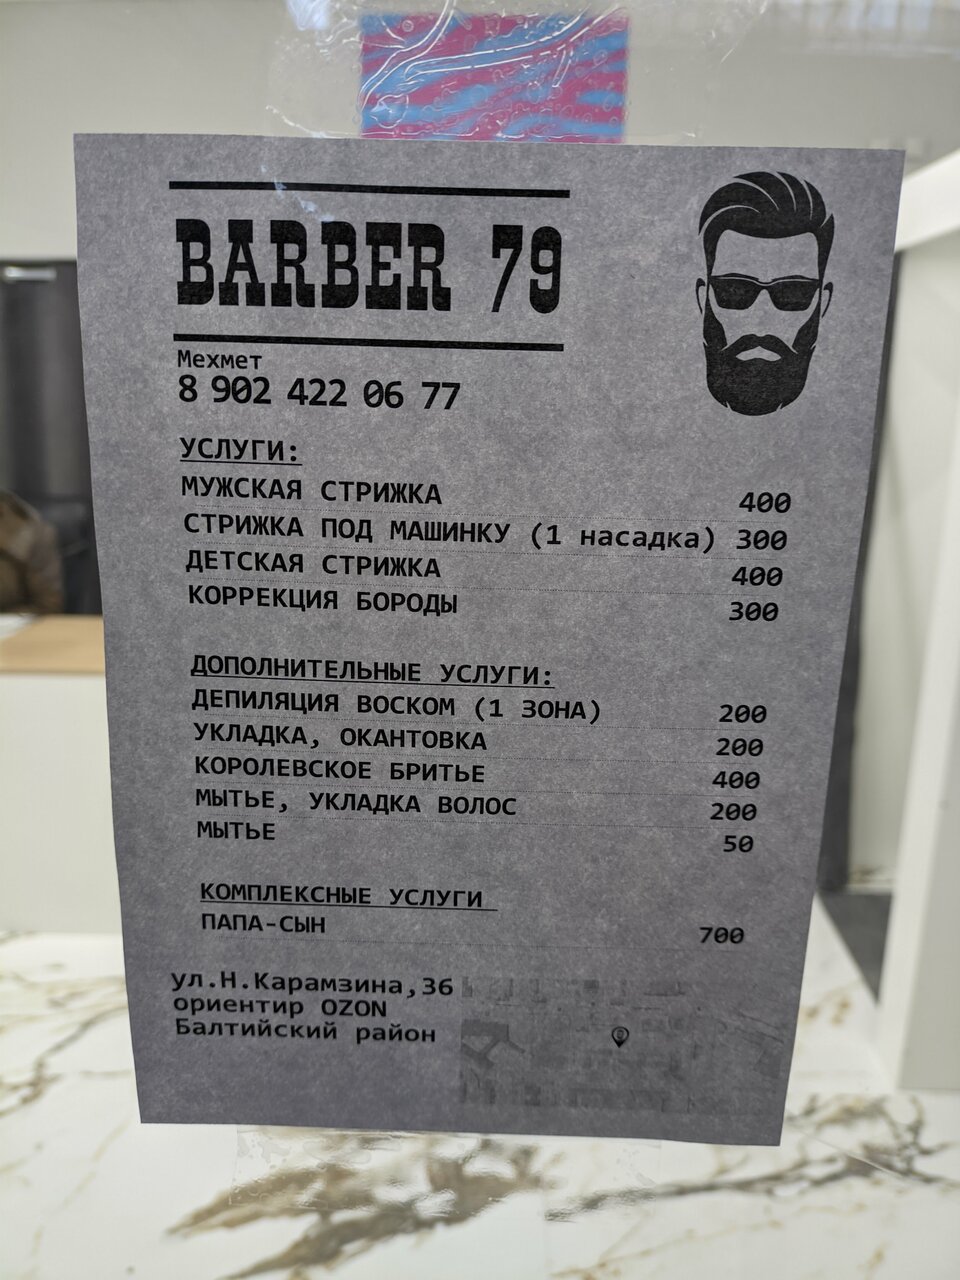 BARBER 79
Мехмет
8 902 422 06 77
УСЛУГИ:
МУЖСКАЯ СТРИЖКА 400
СТРИЖКА ПОД МАШИНКУ (1 насадка) 300
ДЕТСКАЯ СТРИЖКА 400
КОРРЕКЦИЯ БОРОДЫ 300
ДОПОЛНИТЕЛЬНЫЕ УСЛУГИ:
ДЕПИЛЯЦИЯ ВОСКОМ (1 ЗОНА) 200
УКЛАДКА, ОКАНТОВКА 200
КОРОЛЕВСКОЕ БРИТЬЕ 400
МЫТЬЕ, УКЛАДКА ВОЛОС 200
МЫТЬЕ 50
КОМПЛЕКСНЫЕ УСЛУГИ
ПАПА-СЫН 700
ул.Н.Карамзина,36
ориентир OZON
Балтийский район